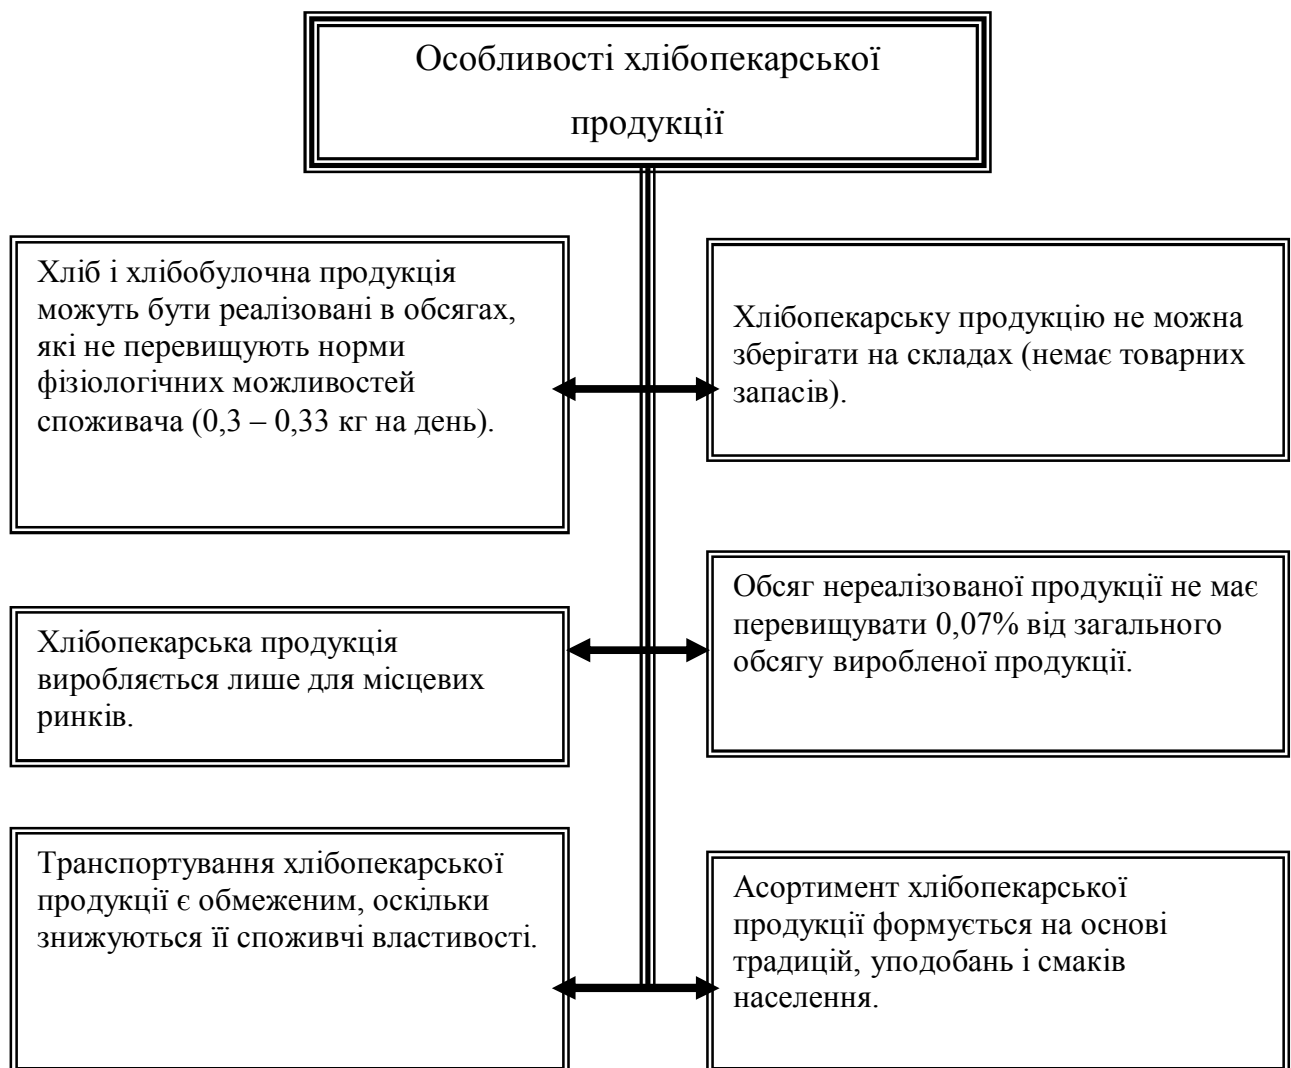 Особливості хлібопекарської
продукції
Хліб і хлібобулочна продукція
можуть бути реалізовані в обсягах,
які не перевищують норми
фізіологічних можливостей
споживача (0,3 – 0,33 кг на день).
Хлібопекарську продукцію не можна
зберігати на складах (немає товарних
запасів).
Хлібопекарська продукція
виробляється лише для місцевих
ринків.
Обсяг нереалізованої продукції не має
перевищувати 0,07% від загального
обсягу виробленої продукції.
Транспортування хлібопекарської
продукції є обмеженим, оскільки
знижуються її споживчі властивості.
Асортимент хлібопекарської
продукції формується на основі
традицій, уподобань і смаків
населення.